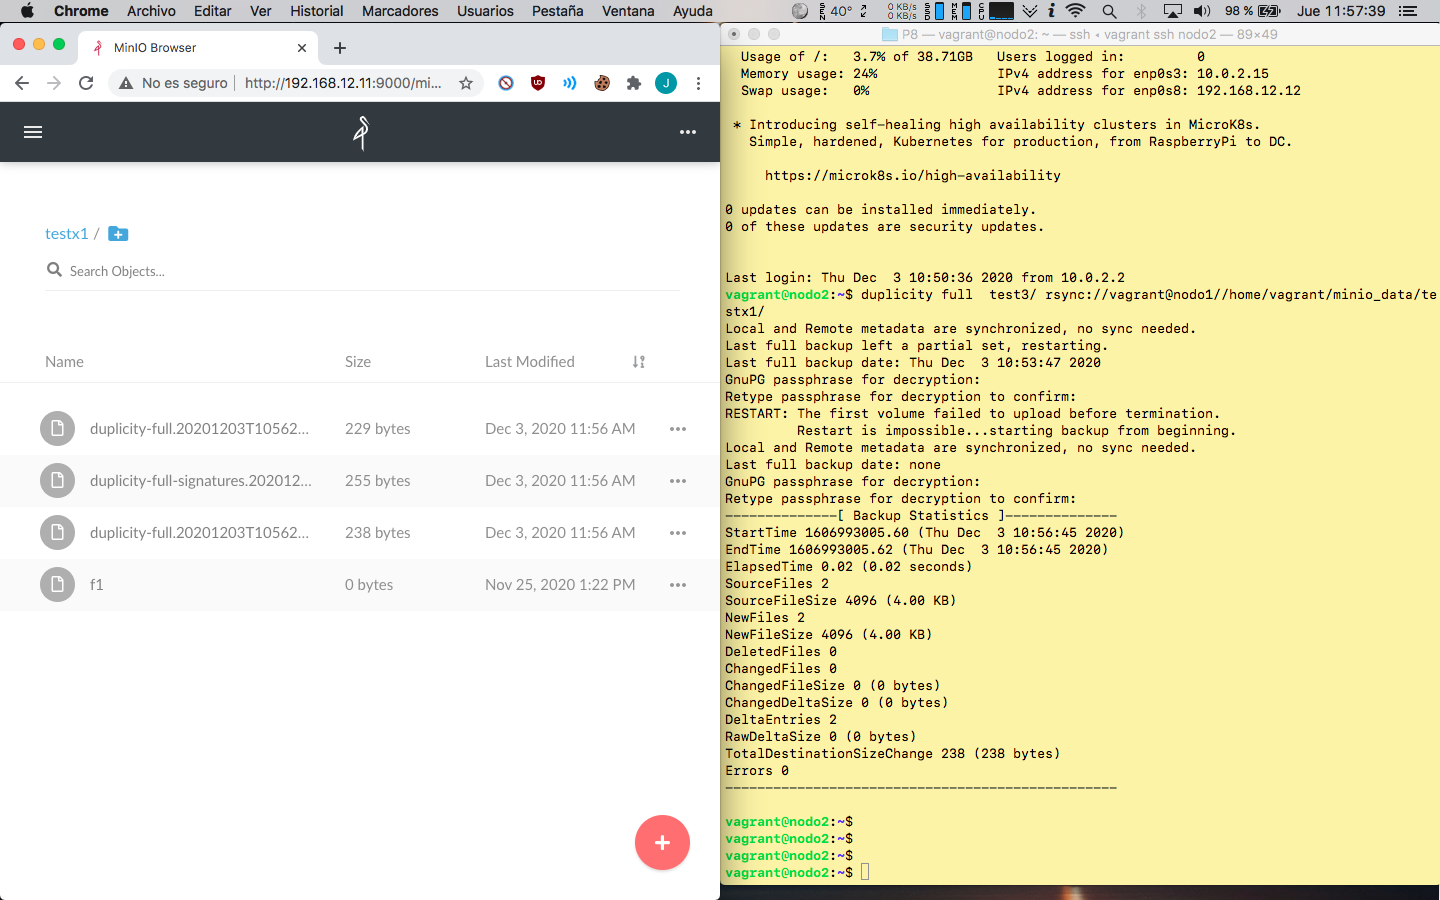 Chrome Archivo Editar Ver Historial Marcadores Usuarios Pestaña Ventana Ayuda
SEN 40° 0 KB/s 0 KB/s SSD MEM CPU 98 % Jue 11:57:39
MinIO Browser
No es seguro | http://192.168.12.11:9000/mi...
J
testx1 /
Search Objects...
Name Size Last Modified
duplicity-full.20201203T10562... 229 bytes Dec 3, 2020 11:56 AM
duplicity-full-signatures.202012... 255 bytes Dec 3, 2020 11:56 AM
duplicity-full.20201203T10562... 238 bytes Dec 3, 2020 11:56 AM
f1 0 bytes Nov 25, 2020 1:22 PM
P8 — vagrant@nodo2: ~ — ssh ◂ vagrant ssh nodo2 — 89×49
Usage of /: 3.7% of 38.71GB Users logged in: 0
Memory usage: 24% IPv4 address for enp0s3: 10.0.2.15
Swap usage: 0% IPv4 address for enp0s8: 192.168.12.12
* Introducing self-healing high availability clusters in MicroK8s.
Simple, hardened, Kubernetes for production, from RaspberryPi to DC.
https://microk8s.io/high-availability
0 updates can be installed immediately.
0 of these updates are security updates.
Last login: Thu Dec  3 10:50:36 2020 from 10.0.2.2
vagrant@nodo2:~$ duplicity full  test3/ rsync://vagrant@nodo1//home/vagrant/minio_data/te
stx1/
Local and Remote metadata are synchronized, no sync needed.
Last full backup left a partial set, restarting.
Last full backup date: Thu Dec  3 10:53:47 2020
GnuPG passphrase for decryption:
Retype passphrase for decryption to confirm:
RESTART: The first volume failed to upload before termination.
Restart is impossible...starting backup from beginning.
Local and Remote metadata are synchronized, no sync needed.
Last full backup date: none
GnuPG passphrase for decryption:
Retype passphrase for decryption to confirm:
--------------[ Backup Statistics ]--------------
StartTime 1606993005.60 (Thu Dec  3 10:56:45 2020)
EndTime 1606993005.62 (Thu Dec  3 10:56:45 2020)
ElapsedTime 0.02 (0.02 seconds)
SourceFiles 2
SourceFileSize 4096 (4.00 KB)
NewFiles 2
NewFileSize 4096 (4.00 KB)
DeletedFiles 0
ChangedFiles 0
ChangedFileSize 0 (0 bytes)
ChangedDeltaSize 0 (0 bytes)
DeltaEntries 2
RawDeltaSize 0 (0 bytes)
TotalDestinationSizeChange 238 (238 bytes)
Errors 0
-------------------------------------------------
vagrant@nodo2:~$
vagrant@nodo2:~$
vagrant@nodo2:~$
vagrant@nodo2:~$